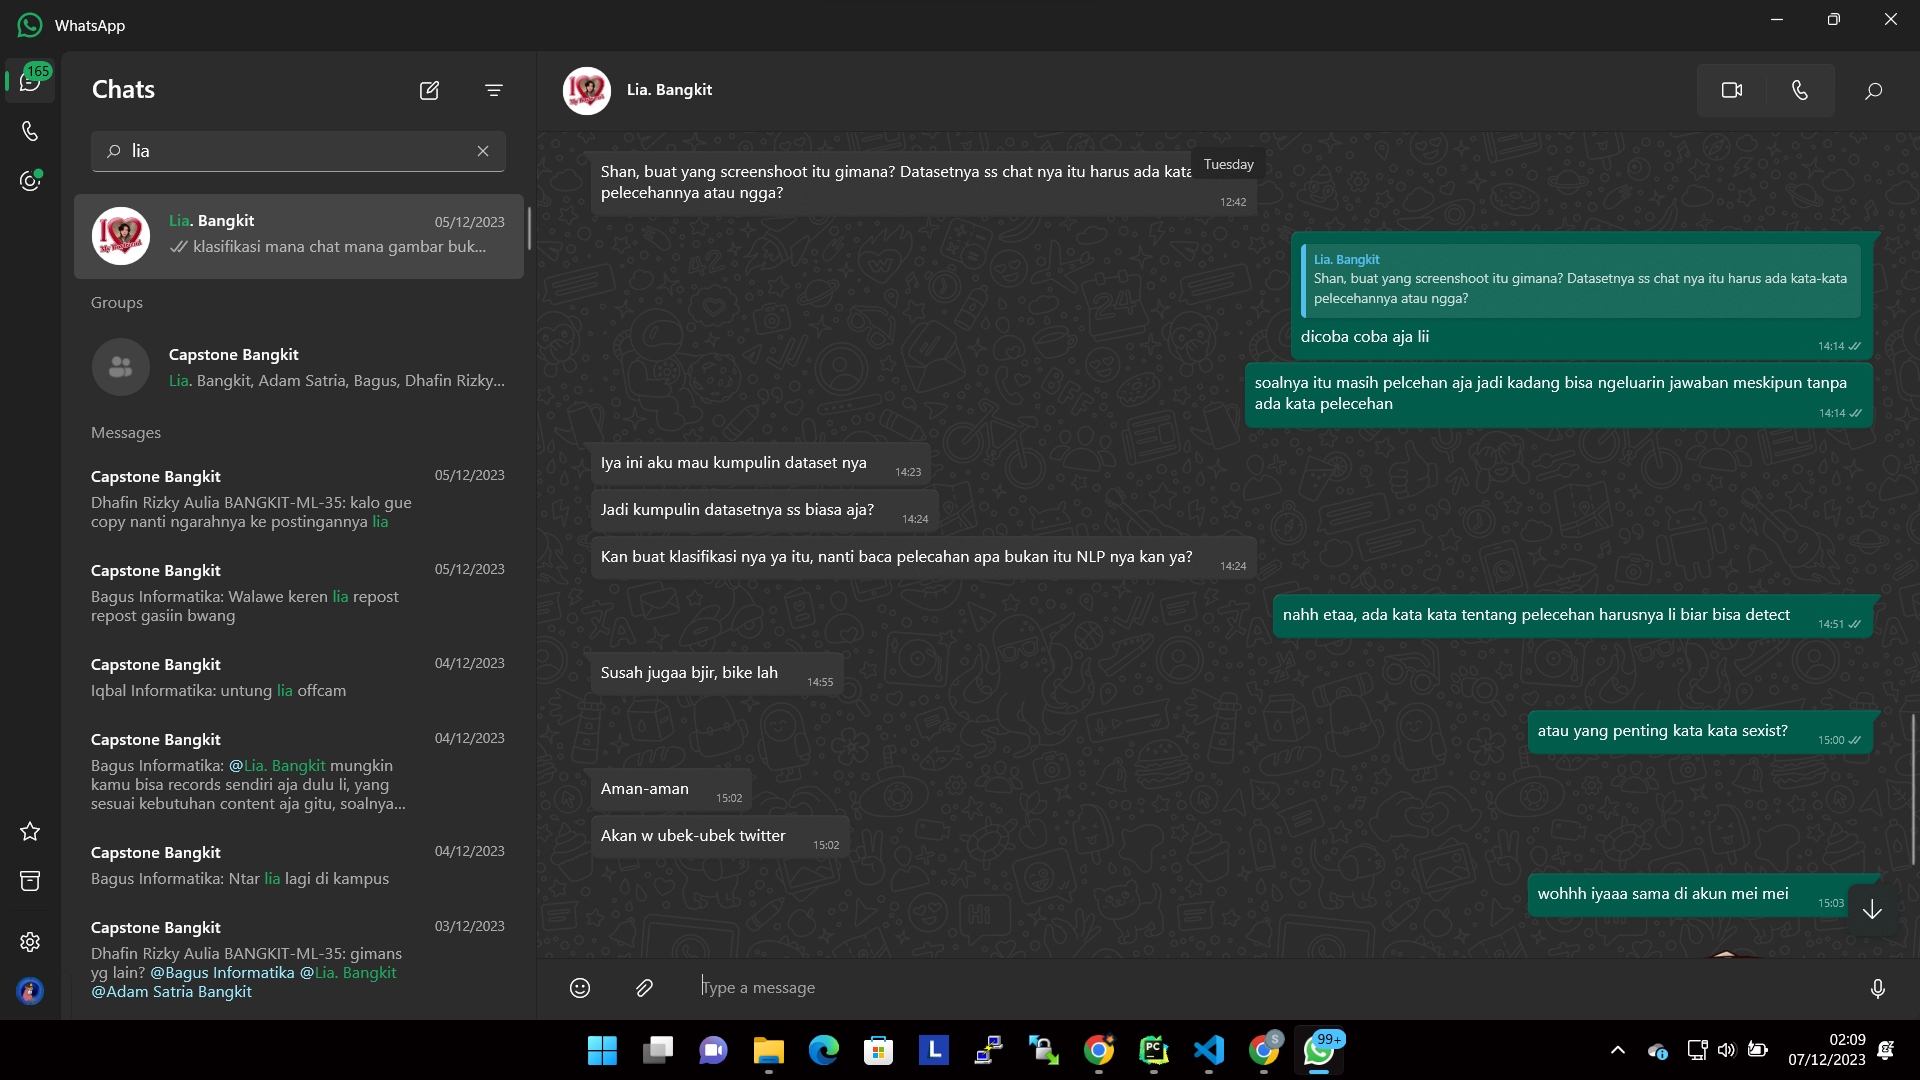 WhatsApp
165
Chats
lia
Lia. Bangkit
05/12/2023
klasifikasi mana chat mana gambar buk...
Groups
Capstone Bangkit
Lia. Bangkit, Adam Satria, Bagus, Dhafin Rizky...
Messages
Capstone Bangkit
05/12/2023
Dhafin Rizky Aulia BANGKIT-ML-35: kalo gue
copy nanti ngarahnya ke postingannya lia
Capstone Bangkit
05/12/2023
Bagus Informatika: Walawe keren lia repost
repost gasiin bwang
Capstone Bangkit
04/12/2023
Iqbal Informatika: untung lia offcam
Capstone Bangkit
04/12/2023
Bagus Informatika: @Lia. Bangkit mungkin
kamu bisa records sendiri aja dulu li, yang
sesuai kebutuhan content aja gitu, soalnya...
Capstone Bangkit
04/12/2023
Bagus Informatika: Ntar lia lagi di kampus
Capstone Bangkit
03/12/2023
Dhafin Rizky Aulia BANGKIT-ML-35: gimans
yg lain? @Bagus Informatika @Lia. Bangkit
@Adam Satria Bangkit
I
My Boyfriend
Lia. Bangkit
Tuesday
Shan, buat yang screenshoot itu gimana? Datasetnya ss chat nya itu harus ada kata
pelecehannya atau ngga?
12:42
Lia. Bangkit
Shan, buat yang screenshoot itu gimana? Datasetnya ss chat nya itu harus ada kata-kata
pelecehannya atau ngga?
dicoba coba aja lii
14:14
soalnya itu masih pelcehan aja jadi kadang bisa ngeluarin jawaban meskipun tanpa
ada kata pelecehan
14:14
Iya ini aku mau kumpulin dataset nya
14:23
Jadi kumpulin datasetnya ss biasa aja?
14:24
Kan buat klasifikasi nya ya itu, nanti baca pelecahan apa bukan itu NLP nya kan ya?
14:24
nahh etaa, ada kata kata tentang pelecehan harusnya li biar bisa detect
14:51
Susah jugaa bjir, bike lah
14:55
atau yang penting kata kata sexist?
15:00
Aman-aman
15:02
Akan w ubek-ubek twitter
15:02
wohhh iyaaa sama di akun mei mei
15:03
Type a message
L
PC
S
99+
02:09
07/12/2023